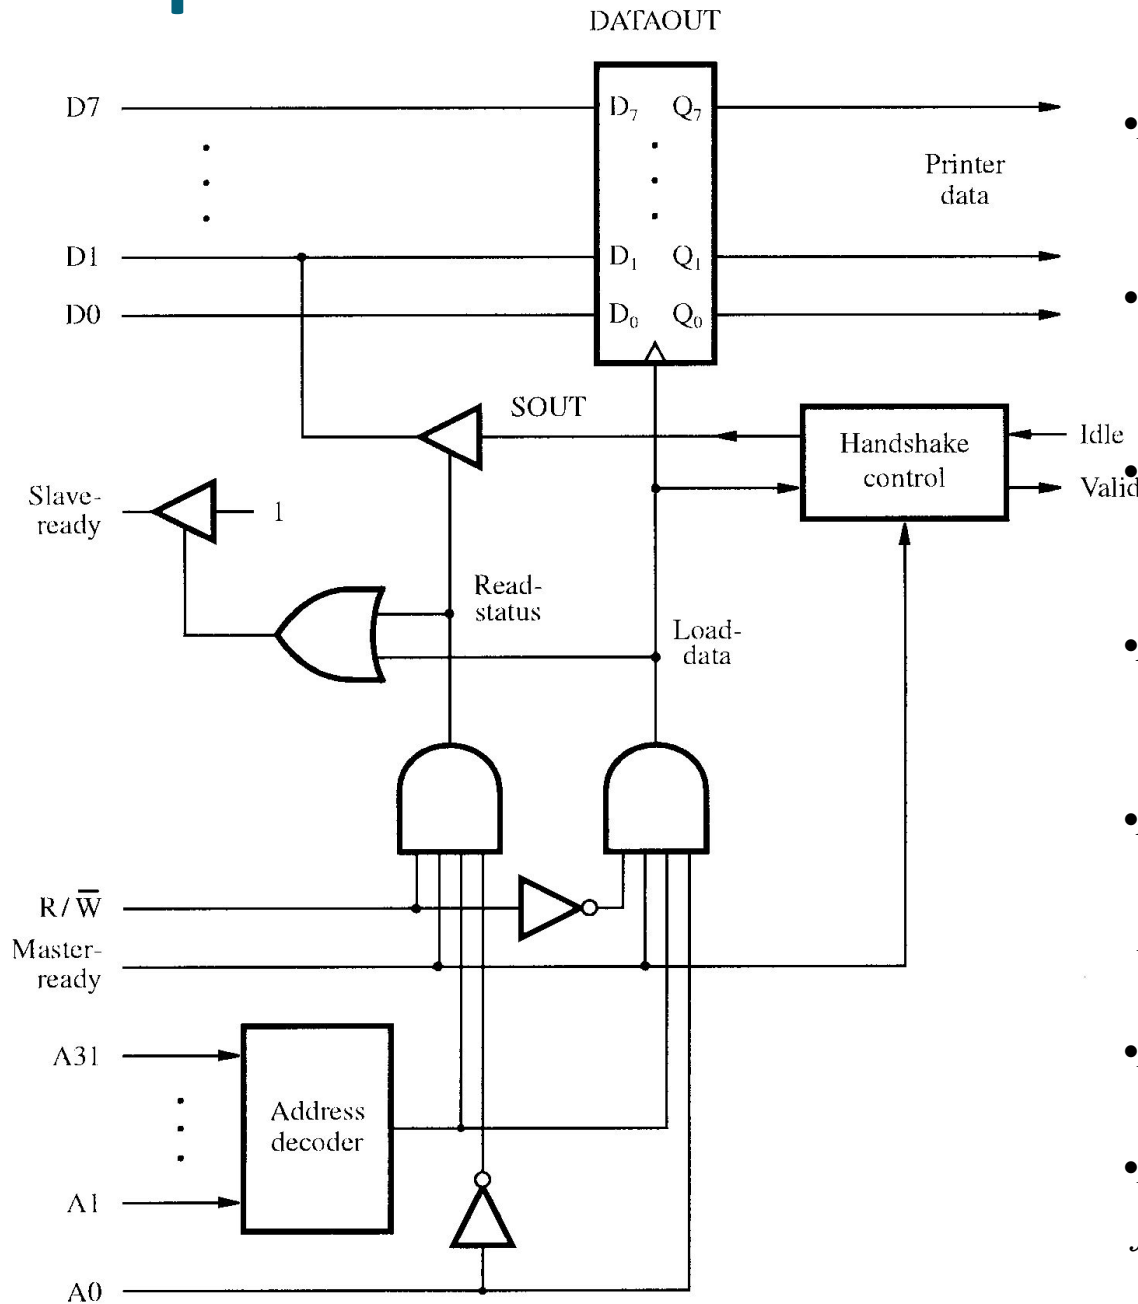 DATAOUT
D7
D₇ Q₇
Printer
data
D1
D₁ Q₁
D0
D₀ Q₀
SOUT
Handshake
control
Idle
Valid
Slave-
ready
1
Read-
status
Load-
data
R/W̅
Master-
ready
A31
Address
decoder
A1
A0